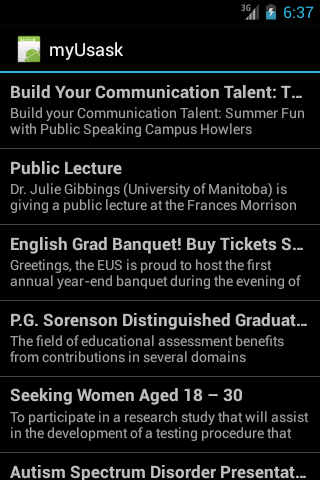 3G 6:37
myUsask
Build Your Communication Talent: T...
Build your Communication Talent: Summer Fun
with Public Speaking Campus Howlers
Public Lecture
Dr. Julie Gibbings (University of Manitoba) is
giving a public lecture at the Frances Morrison
English Grad Banquet! Buy Tickets S...
Greetings, the EUS is proud to host the first
annual year-end banquet during the evening of
P.G. Sorenson Distinguished Graduat...
The field of educational assessment benefits
from contributions in several domains
Seeking Women Aged 18 – 30
To participate in a research study that will assist
in the development of a testing procedure that
Autism Spectrum Disorder Presentat...